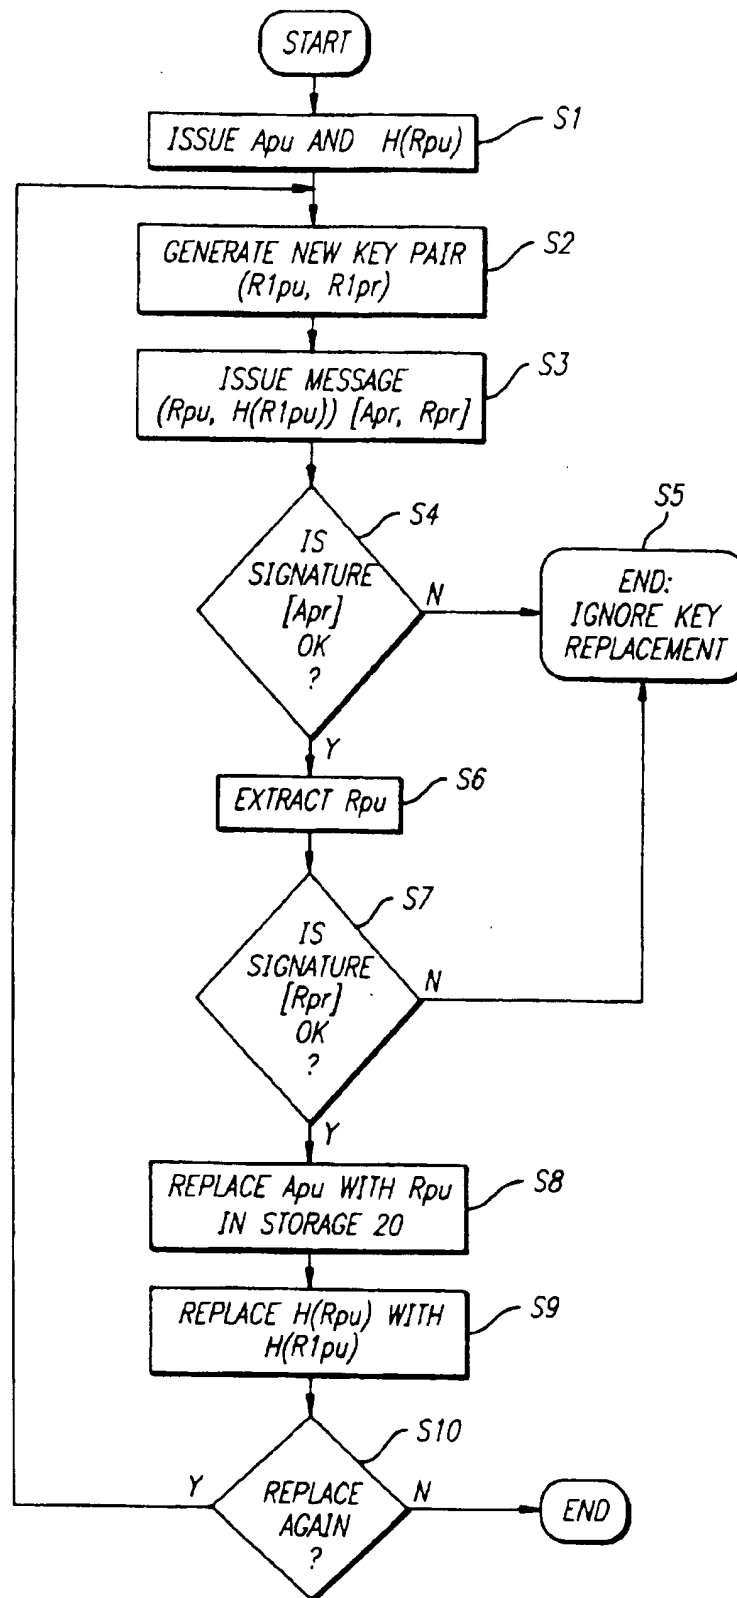 START
ISSUE Apu AND H(Rpu)
S1
GENERATE NEW KEY PAIR
(R1pu, R1pr)
S2
ISSUE MESSAGE
(Rpu, H(R1pu)) [Apr, Rpr]
S3
IS
SIGNATURE
[Apr]
OK
?
S4
N
Y
S5
END:
IGNORE KEY
REPLACEMENT
EXTRACT Rpu
S6
IS
SIGNATURE
[Rpr]
OK
?
S7
N
Y
REPLACE Apu WITH Rpu
IN STORAGE 20
S8
REPLACE H(Rpu) WITH
H(R1pu)
S9
REPLACE
AGAIN
?
S10
Y
N
END